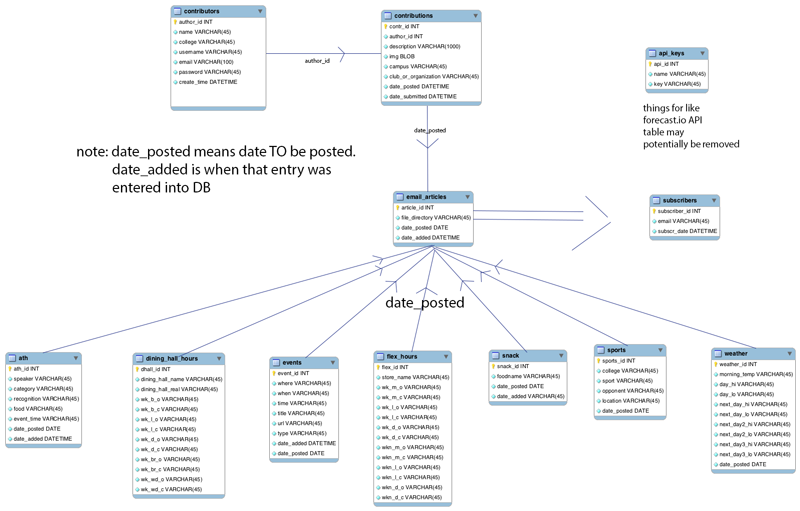 contributors
author_id INT
name VARCHAR(45)
college VARCHAR(45)
username VARCHAR(45)
email VARCHAR(100)
password VARCHAR(45)
create_time DATETIME
author_id
contributions
contr_id INT
author_id INT
description VARCHAR(1000)
img BLOB
campus VARCHAR(45)
club_or_organization VARCHAR(45)
date_posted DATETIME
date_submitted DATETIME
api_keys
api_id INT
name VARCHAR(45)
key VARCHAR(45)
things for like
forecast.io API
table may
potentially be removed
date_posted
note: date_posted means date TO be posted.
date_added is when that entry was
entered into DB
email_articles
article_id INT
file_directory VARCHAR(45)
date_posted DATE
date_added DATETIME
subscribers
subscriber_id INT
email VARCHAR(45)
subscr_date DATETIME
date_posted
ath
ath_id INT
speaker VARCHAR(45)
category VARCHAR(45)
recognition VARCHAR(45)
food VARCHAR(45)
event_time VARCHAR(45)
date_posted DATE
date_added DATETIME
dining_hall_hours
dhall_id INT
dining_hall_name VARCHAR(45)
dining_hall_real VARCHAR(45)
wk_b_o VARCHAR(45)
wk_b_c VARCHAR(45)
wk_l_o VARCHAR(45)
wk_l_c VARCHAR(45)
wk_d_o VARCHAR(45)
wk_d_c VARCHAR(45)
wk_br_o VARCHAR(45)
wk_br_c VARCHAR(45)
wk_wd_o VARCHAR(45)
wk_wd_c VARCHAR(45)
events
event_id INT
where VARCHAR(45)
when VARCHAR(45)
time VARCHAR(45)
title VARCHAR(45)
url VARCHAR(45)
type VARCHAR(45)
date_added DATETIME
date_posted DATE
flex_hours
flex_id INT
store_name VARCHAR(45)
wk_m_o VARCHAR(45)
wk_m_c VARCHAR(45)
wk_l_o VARCHAR(45)
wk_l_c VARCHAR(45)
wk_d_o VARCHAR(45)
wk_d_c VARCHAR(45)
wkn_m_o VARCHAR(45)
wkn_m_c VARCHAR(45)
wkn_l_o VARCHAR(45)
wkn_l_c VARCHAR(45)
wkn_d_o VARCHAR(45)
wkn_d_c VARCHAR(45)
snack
snack_id INT
foodname VARCHAR(45)
date_posted DATE
date_added VARCHAR(45)
sports
sports_id INT
college VARCHAR(45)
sport VARCHAR(45)
opponent VARCHAR(45)
location VARCHAR(45)
date_posted DATE
weather
weather_id INT
morning_temp VARCHAR(45)
day_hi VARCHAR(45)
day_lo VARCHAR(45)
next_day_hi VARCHAR(45)
next_day_lo VARCHAR(45)
next_day2_hi VARCHAR(45)
next_day2_lo VARCHAR(45)
next_day3_hi VARCHAR(45)
next_day3_lo VARCHAR(45)
date_posted DATE